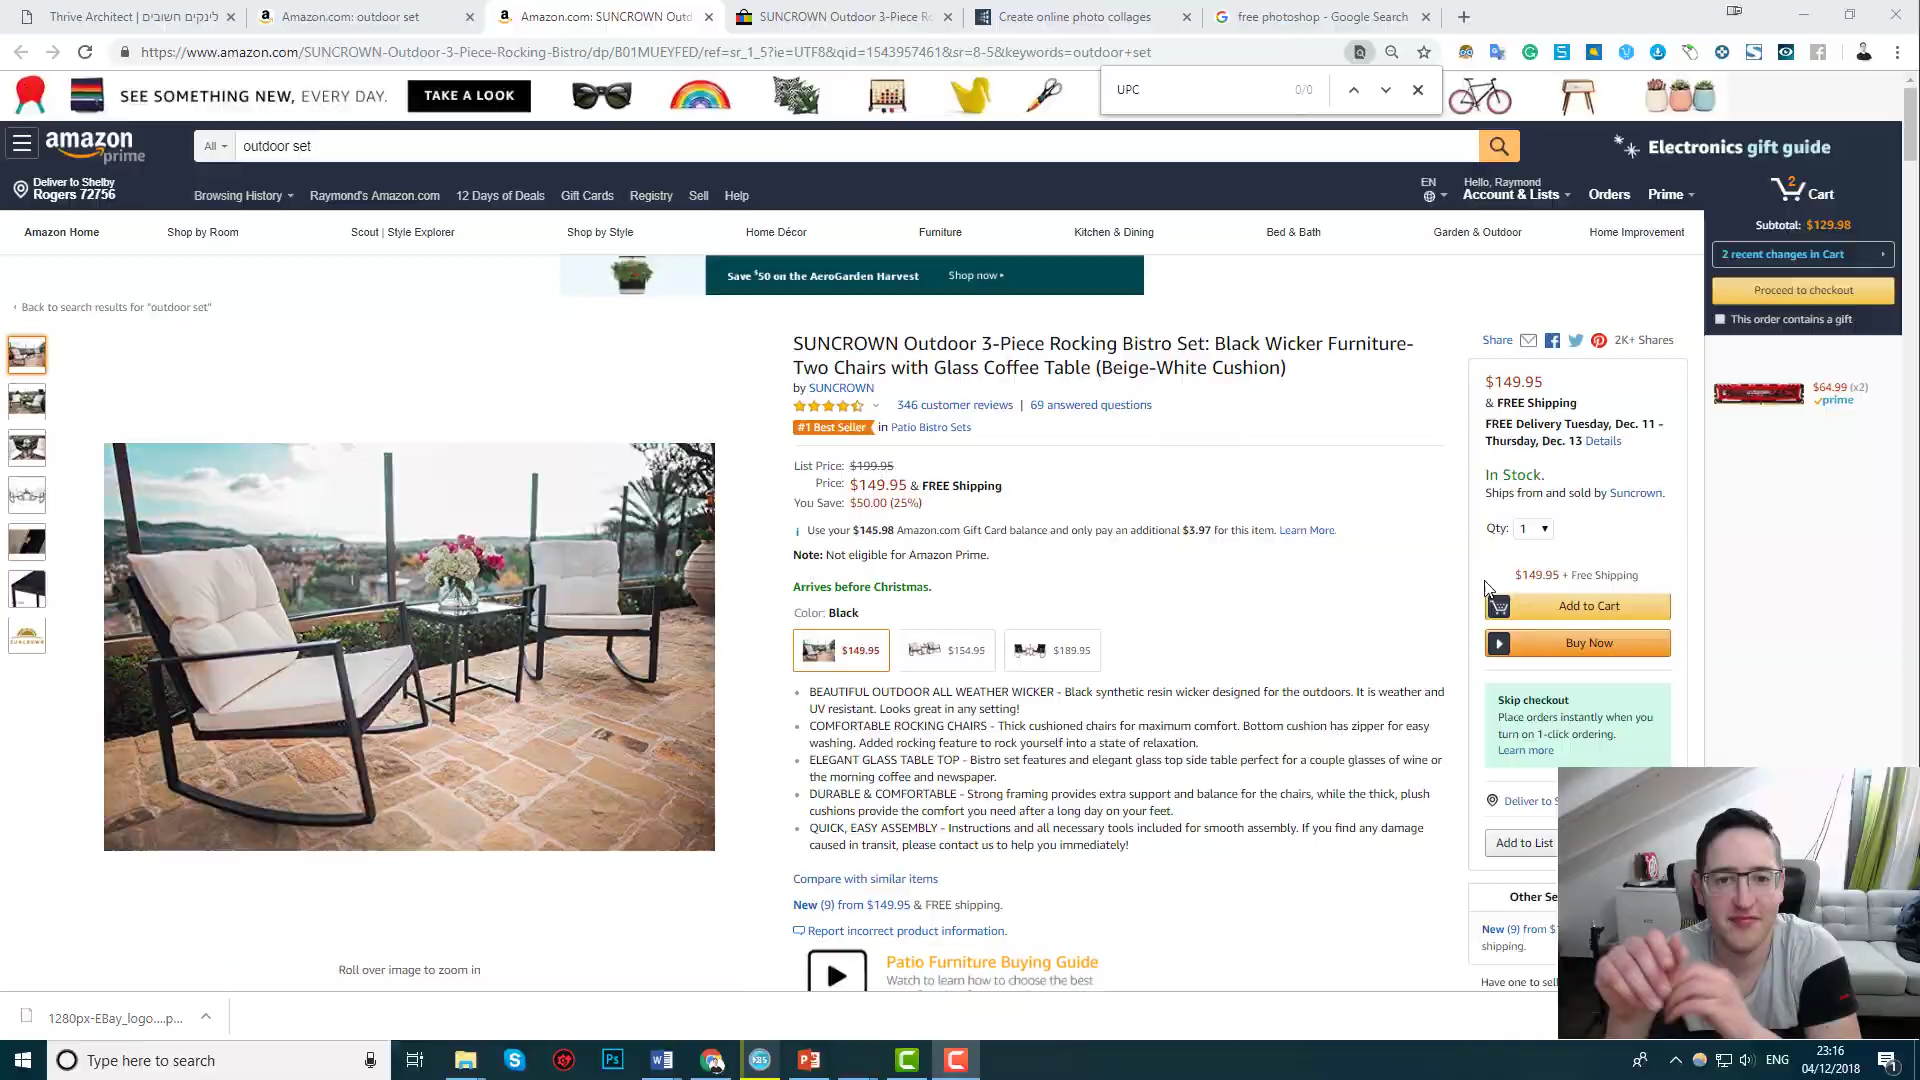 Thrive Architect | לינקים חשובים
Amazon.com: outdoor set
Amazon.com: SUNCROWN Outd
SUNCROWN Outdoor 3-Piece R
Create online photo collages
free photoshop - Google Search
https://www.amazon.com/SUNCROWN-Outdoor-3-Piece-Rocking-Bistro/dp/B01MUEYFED/ref=sr_1_5?ie=UTF8&qid=1543957461&sr=8-5&keywords=outdoor+set
UPC 0/0
SEE SOMETHING NEW, EVERY DAY. TAKE A LOOK
amazon prime
All
outdoor set
Electronics gift guide
Deliver to Shelby
Rogers 72756
Browsing History
Raymond's Amazon.com
12 Days of Deals
Gift Cards
Registry
Sell
Help
EN
Hello, Raymond
Account & Lists
Orders
Prime
2
Cart
Subtotal: $129.98
2 recent changes in Cart
Proceed to checkout
This order contains a gift
$64.99 (x2)
prime
Amazon Home
Shop by Room
Scout | Style Explorer
Shop by Style
Home Décor
Furniture
Kitchen & Dining
Bed & Bath
Garden & Outdoor
Home Improvement
Save $50 on the AeroGarden Harvest Shop now
‹ Back to search results for "outdoor set"
SUNCROWN Outdoor 3-Piece Rocking Bistro Set: Black Wicker Furniture-
Two Chairs with Glass Coffee Table (Beige-White Cushion)
by SUNCROWN
346 customer reviews | 69 answered questions
#1 Best Seller in Patio Bistro Sets
List Price: $199.95
Price: $149.95 & FREE Shipping
You Save: $50.00 (25%)
Use your $145.98 Amazon.com Gift Card balance and only pay an additional $3.97 for this item. Learn More.
Note: Not eligible for Amazon Prime.
Arrives before Christmas.
Color: Black
$149.95
$154.95
$189.95
• BEAUTIFUL OUTDOOR ALL WEATHER WICKER - Black synthetic resin wicker designed for the outdoors. It is weather and
UV resistant. Looks great in any setting!
• COMFORTABLE ROCKING CHAIRS - Thick cushioned chairs for maximum comfort. Bottom cushion has zipper for easy
washing. Added rocking feature to rock yourself into a state of relaxation.
• ELEGANT GLASS TABLE TOP - Bistro set features and elegant glass top side table perfect for a couple glasses of wine or
the morning coffee and newspaper.
• DURABLE & COMFORTABLE - Strong framing provides extra support and balance for the chairs, while the thick, plush
cushions provide the comfort you need after a long day on your feet.
• QUICK, EASY ASSEMBLY - Instructions and all necessary tools included for smooth assembly. If you find any damage
caused in transit, please contact us to help you immediately!
Compare with similar items
New (9) from $149.95 & FREE shipping.
Report incorrect product information.
Patio Furniture Buying Guide
Watch to learn how to choose the best
SUNCROWN
Roll over image to zoom in
Share 2K+ Shares
$149.95
& FREE Shipping
FREE Delivery Tuesday, Dec. 11 -
Thursday, Dec. 13 Details
In Stock.
Ships from and sold by Suncrown.
Qty: 1
$149.95 + Free Shipping
Add to Cart
Buy Now
Skip checkout
Place orders instantly when you
turn on 1-click ordering.
Learn more
Deliver to S
Add to List
Other Se
New (9) from $1
shipping.
Have one to sell
1280px-EBay_logo....p...
Type here to search
ENG
23:16
04/12/2018
1